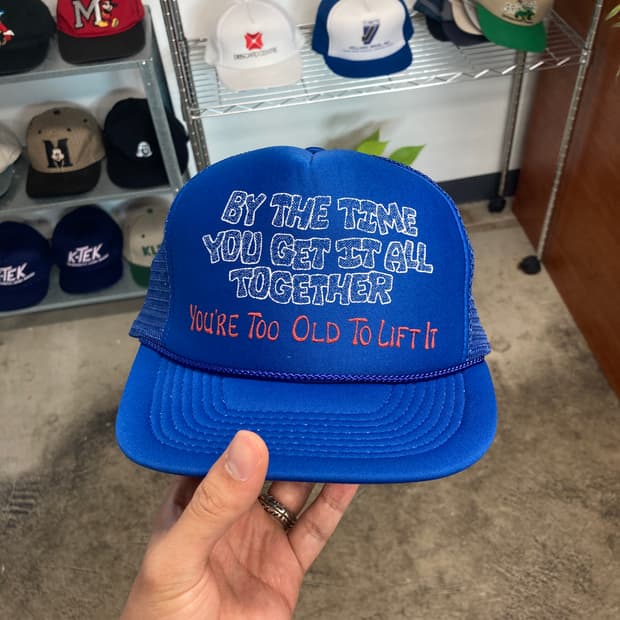 M
M
K-TEK
K-TEK
BY THE TIME
YOU GET IT ALL
TOGETHER
YOU'RE TOO OLD TO LIFT IT